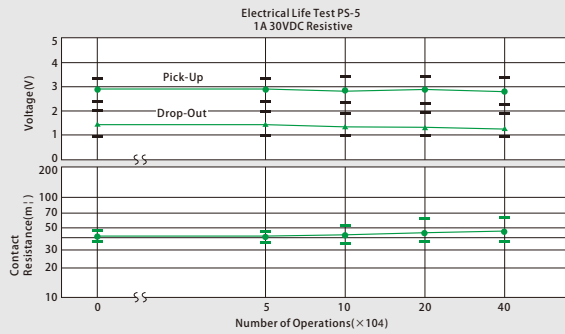 Electrical Life Test PS-5
1A 30VDC Resistive
Voltage(V)
5
4
3
2
1
0
Pick-Up
Drop-Out
Contact
Resistance(m¦)
200
100
70
50
30
20
10
0
5
10
20
40
Number of Operations(×104)